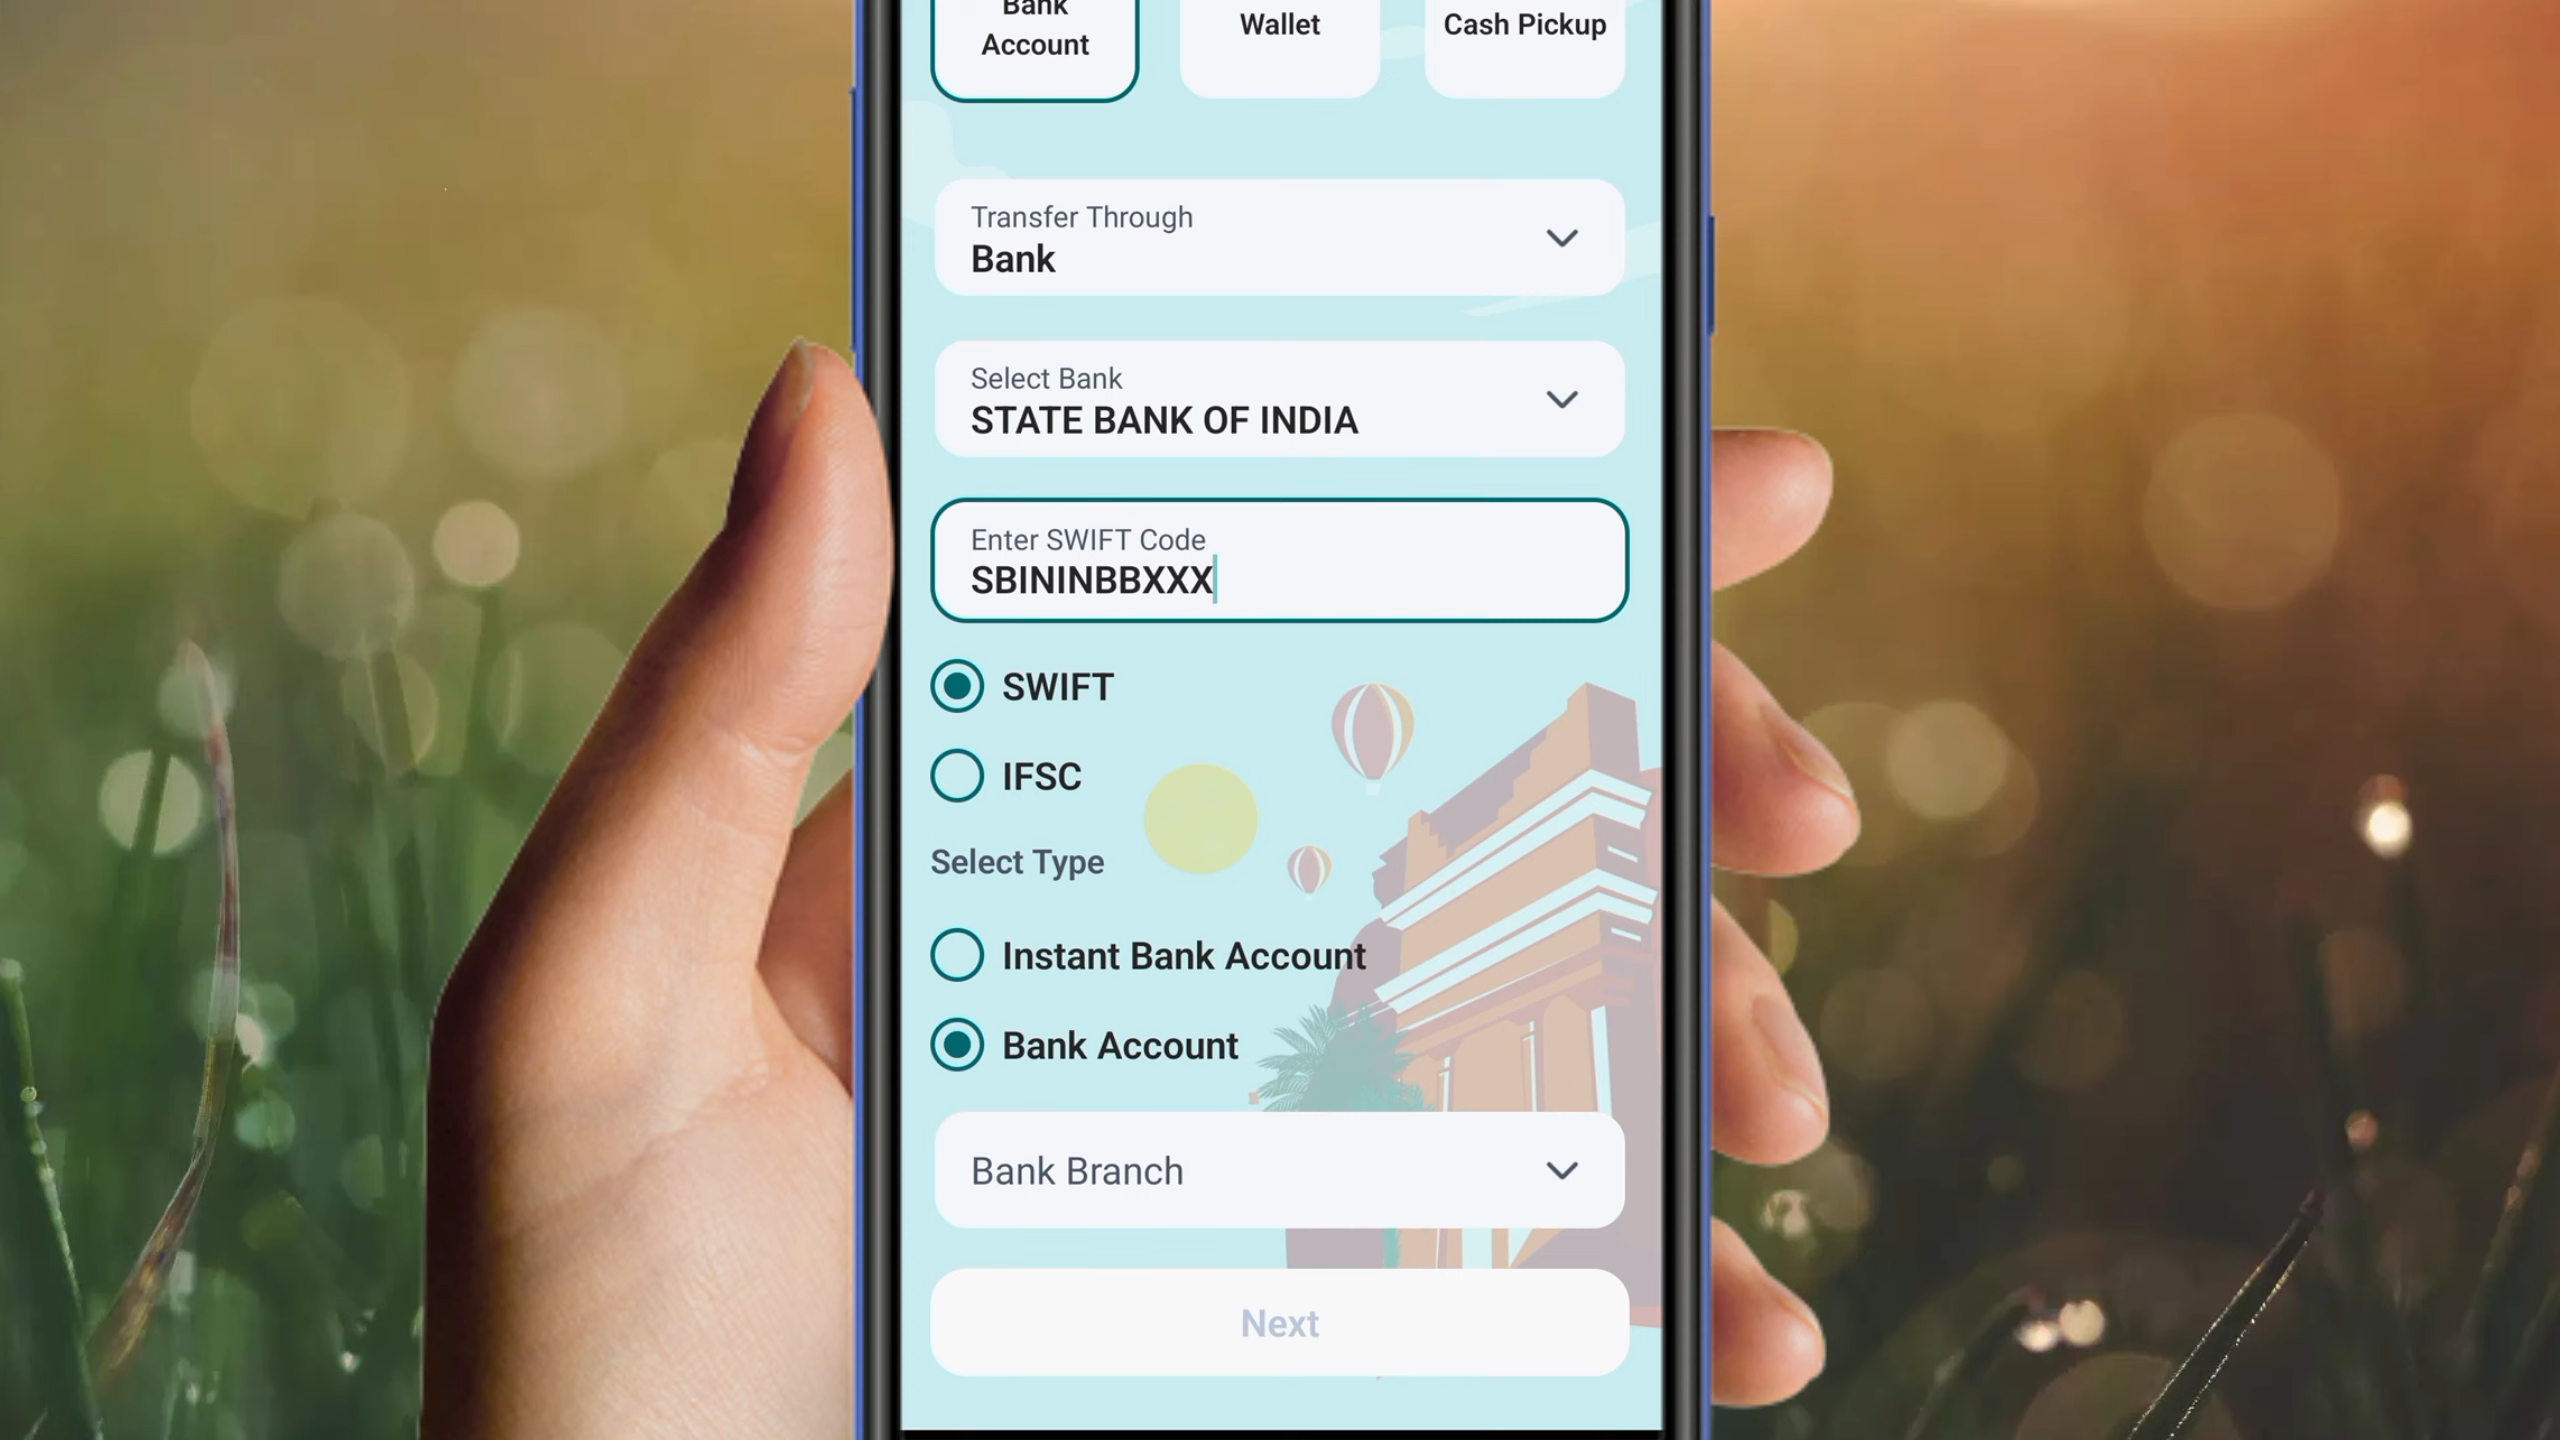 Bank
Account
Wallet
Cash Pickup
Transfer Through
Bank
Select Bank
STATE BANK OF INDIA
Enter SWIFT Code
SBININBBXXX
SWIFT
IFSC
Select Type
Instant Bank Account
Bank Account
Bank Branch
Next